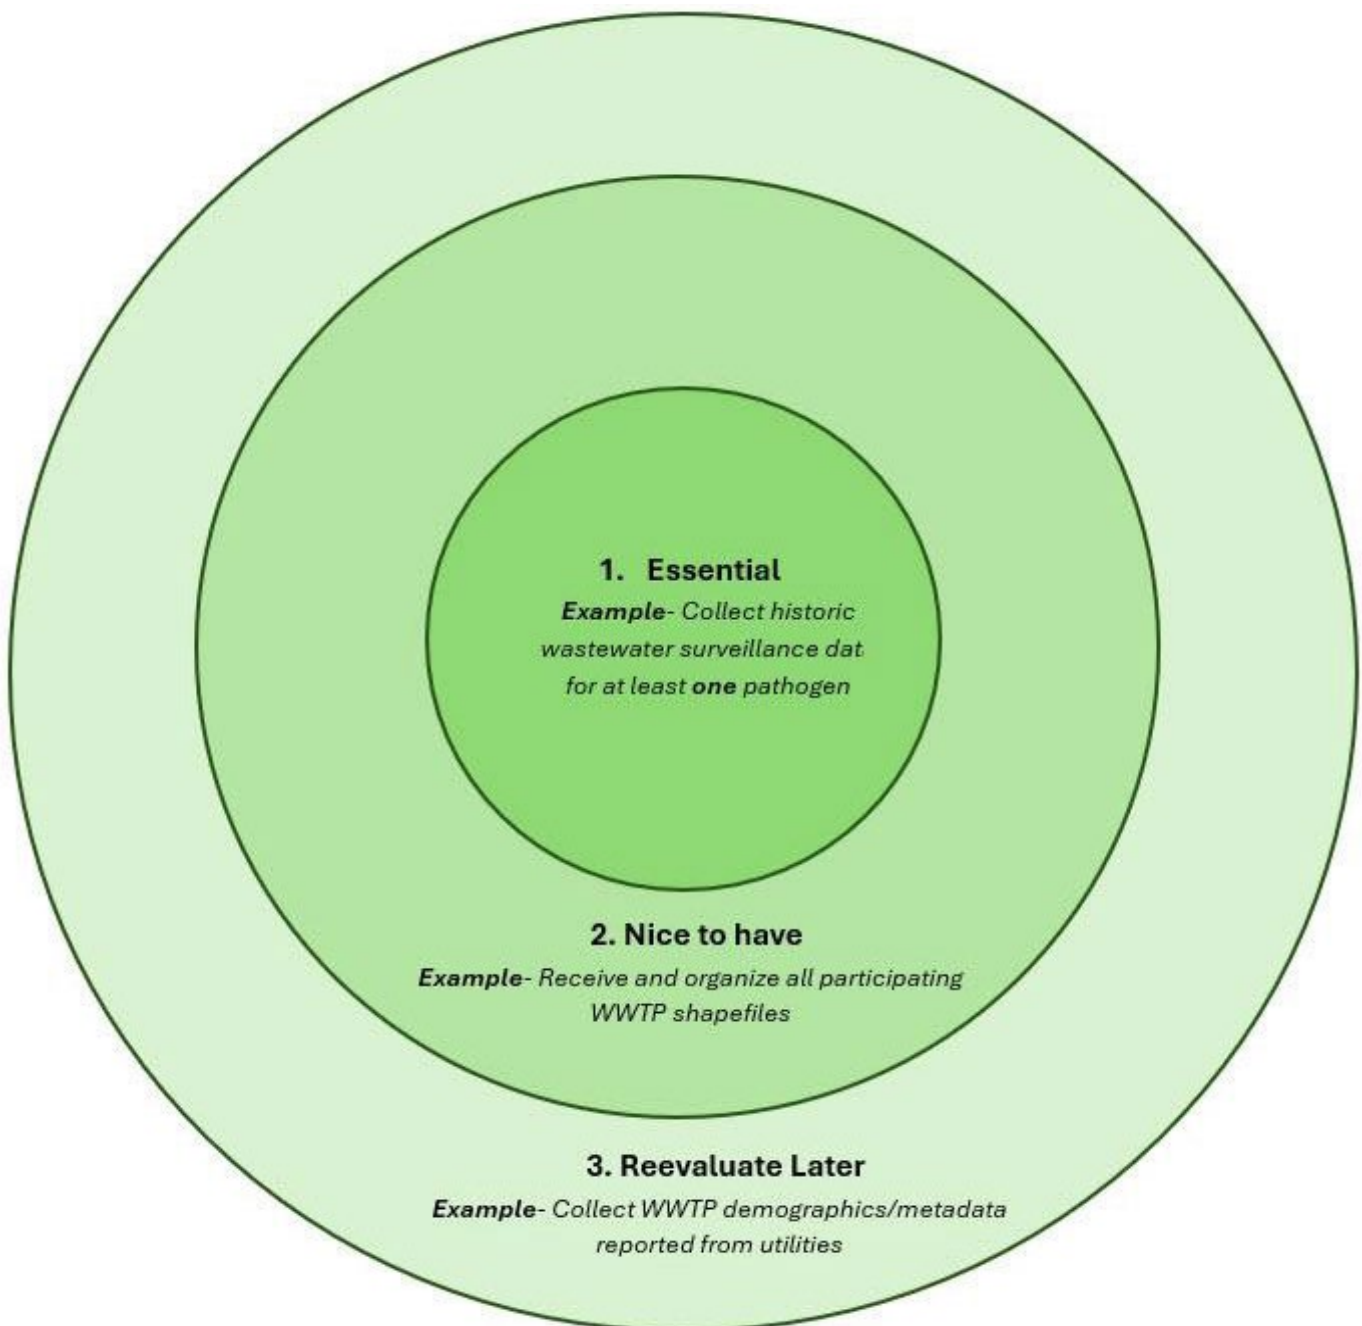 1. Essential
Example- Collect historic
wastewater surveillance dat
for at least one pathogen
2. Nice to have
Example- Receive and organize all participating
WWTP shapefiles
3. Reevaluate Later
Example- Collect WWTP demographics/metadata
reported from utilities